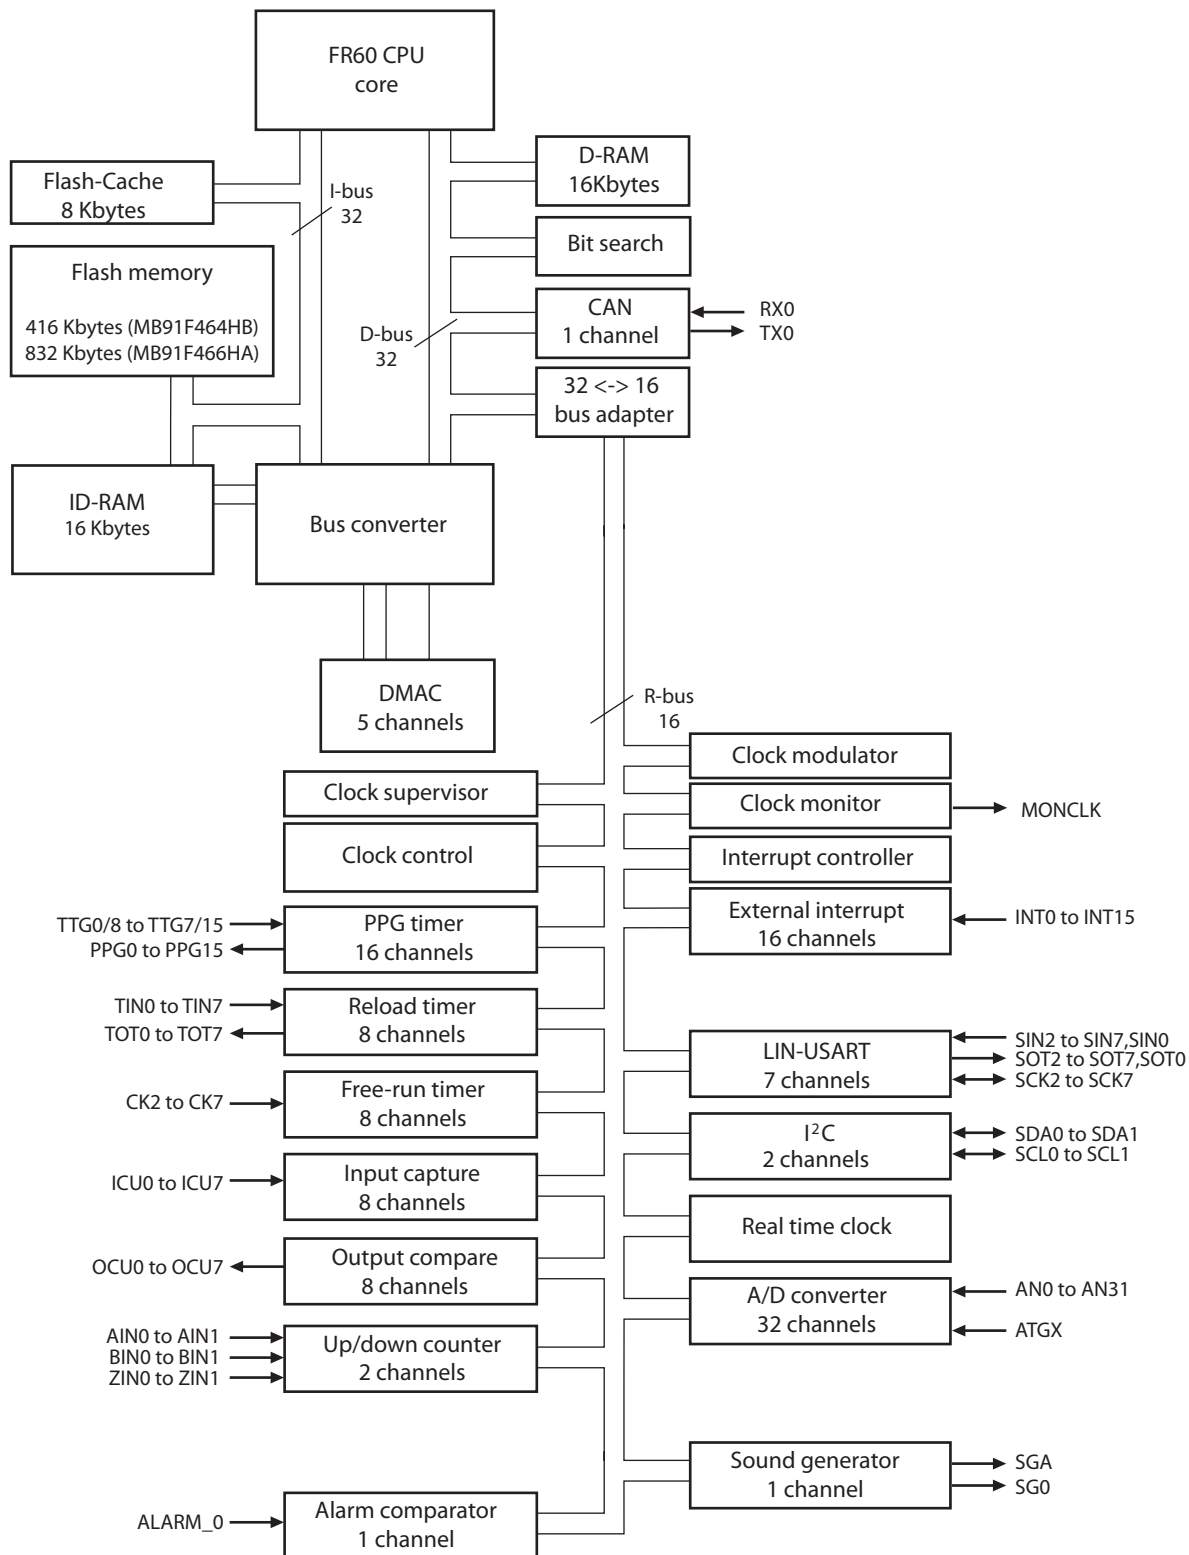 FR60 CPU
core
Flash-Cache
8 Kbytes
I-bus
32
D-RAM
16Kbytes
Bit search
Flash memory
416 Kbytes (MB91F464HB)
832 Kbytes (MB91F466HA)
D-bus
32
CAN
1 channel
RX0
TX0
32 <-> 16
bus adapter
ID-RAM
16 Kbytes
Bus converter
DMAC
5 channels
R-bus
16
Clock modulator
Clock supervisor
Clock monitor
MONCLK
Clock control
Interrupt controller
TTG0/8 to TTG7/15
PPG0 to PPG15
PPG timer
16 channels
External interrupt
16 channels
INT0 to INT15
TIN0 to TIN7
TOT0 to TOT7
Reload timer
8 channels
LIN-USART
7 channels
SIN2 to SIN7,SIN0
SOT2 to SOT7,SOT0
SCK2 to SCK7
CK2 to CK7
Free-run timer
8 channels
I²C
2 channels
SDA0 to SDA1
SCL0 to SCL1
ICU0 to ICU7
Input capture
8 channels
Real time clock
OCU0 to OCU7
Output compare
8 channels
A/D converter
32 channels
AN0 to AN31
ATGX
AIN0 to AIN1
BIN0 to BIN1
ZIN0 to ZIN1
Up/down counter
2 channels
Sound generator
1 channel
SGA
SG0
ALARM_0
Alarm comparator
1 channel